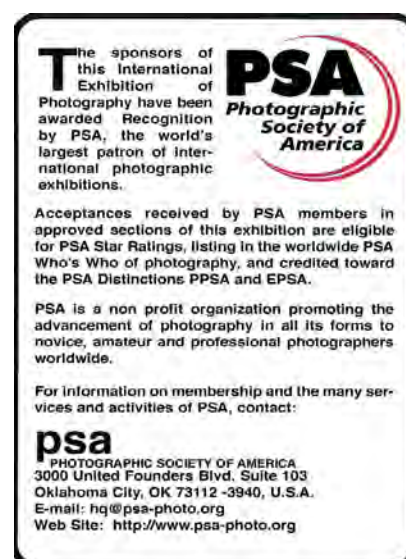 The sponsors of
this International
Exhibition of
Photography have been
awarded Recognition
by PSA, the world's
largest patron of inter-
national photographic
exhibitions.
PSA
Photographic
Society of
America
Acceptances received by PSA members in
approved sections of this exhibition are eligible
for PSA Star Ratings, listing in the worldwide PSA
Who's Who of photography, and credited toward
the PSA Distinctions PPSA and EPSA.
PSA is a non profit organization promoting the
advancement of photography in all its forms to
novice, amateur and professional photographers
worldwide.
For information on membership and the many ser-
vices and activities of PSA, contact:
psa
PHOTOGRAPHIC SOCIETY OF AMERICA
3000 United Founders Blvd. Suite 103
Oklahoma City, OK 73112 -3940, U.S.A.
E-mail: hq@psa-photo.org
Web Site: http://www.psa-photo.org